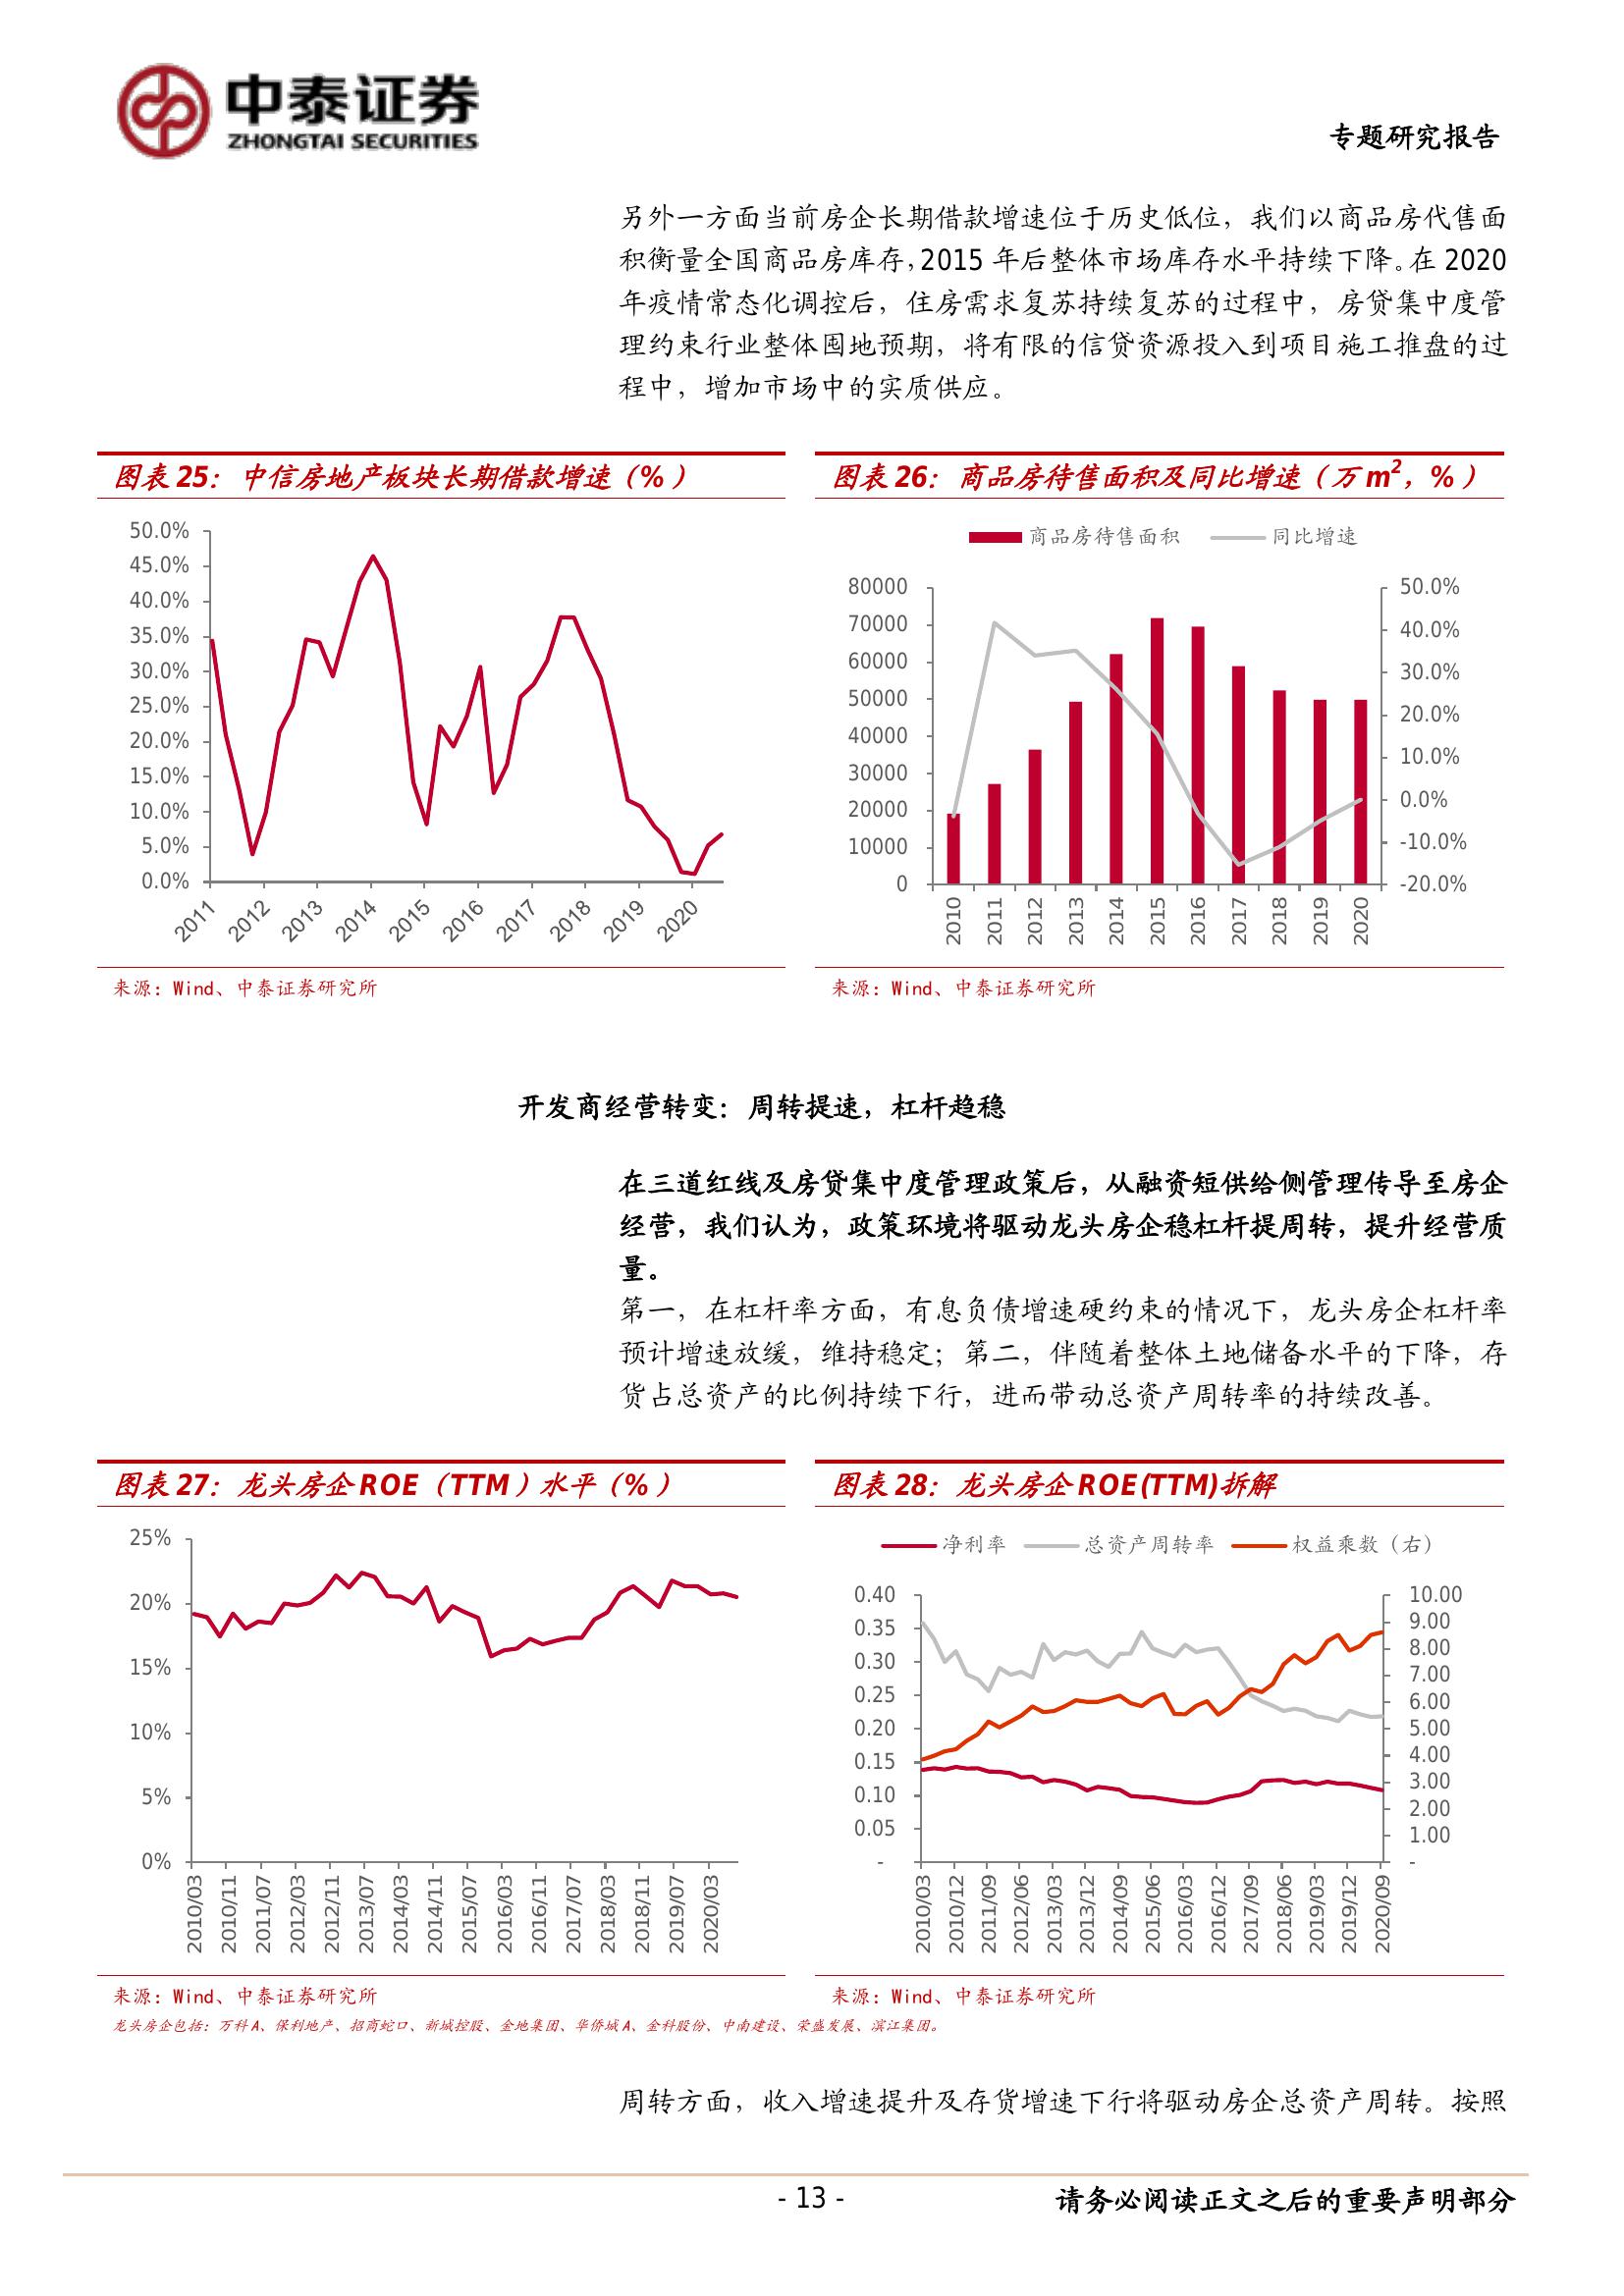 中泰证券
ZHONGTAI SECURITIES
专题研究报告
另外一方面当前房企长期借款增速位于历史低位，我们以商品房代售面
积衡量全国商品房库存，2015 年后整体市场库存水平持续下降。在 2020
年疫情常态化调控后，住房需求复苏持续复苏的过程中，房贷集中度管
理约束行业整体囤地预期，将有限的信贷资源投入到项目施工推盘的过
程中，增加市场中的实质供应。
图表 25：中信房地产板块长期借款增速（%）
50.0%
45.0%
40.0%
35.0%
30.0%
25.0%
20.0%
15.0%
10.0%
5.0%
0.0%
2011 2012 2013 2014 2015 2016 2017 2018 2019 2020
来源：Wind、中泰证券研究所
图表 26：商品房待售面积及同比增速（万 m²，%）
商品房待售面积 同比增速
80000
70000
60000
50000
40000
30000
20000
10000
0
50.0%
40.0%
30.0%
20.0%
10.0%
0.0%
-10.0%
-20.0%
2010 2011 2012 2013 2014 2015 2016 2017 2018 2019 2020
来源：Wind、中泰证券研究所
开发商经营转变：周转提速，杠杆趋稳
在三道红线及房贷集中度管理政策后，从融资短供给侧管理传导至房企
经营，我们认为，政策环境将驱动龙头房企稳杠杆提周转，提升经营质
量。
第一，在杠杆率方面，有息负债增速硬约束的情况下，龙头房企杠杆率
预计增速放缓，维持稳定；第二，伴随着整体土地储备水平的下降，存
货占总资产的比例持续下行，进而带动总资产周转率的持续改善。
图表 27：龙头房企 ROE（TTM）水平（%）
25%
20%
15%
10%
5%
0%
2010/03 2010/11 2011/07 2012/03 2012/11 2013/07 2014/03 2014/11 2015/07 2016/03 2016/11 2017/07 2018/03 2018/11 2019/07 2020/03
来源：Wind、中泰证券研究所
龙头房企包括：万科 A、保利地产、招商蛇口、新城控股、金地集团、华侨城 A、金科股份、中南建设、荣盛发展、滨江集团。
图表 28：龙头房企 ROE(TTM)拆解
净利率 总资产周转率 权益乘数（右）
0.40
0.35
0.30
0.25
0.20
0.15
0.10
0.05
-
10.00
9.00
8.00
7.00
6.00
5.00
4.00
3.00
2.00
1.00
-
2010/03 2010/12 2011/09 2012/06 2013/03 2013/12 2014/09 2015/06 2016/03 2016/12 2017/09 2018/06 2019/03 2019/12 2020/09
来源：Wind、中泰证券研究所
周转方面，收入增速提升及存货增速下行将驱动房企总资产周转。按照
- 13 -
请务必阅读正文之后的重要声明部分